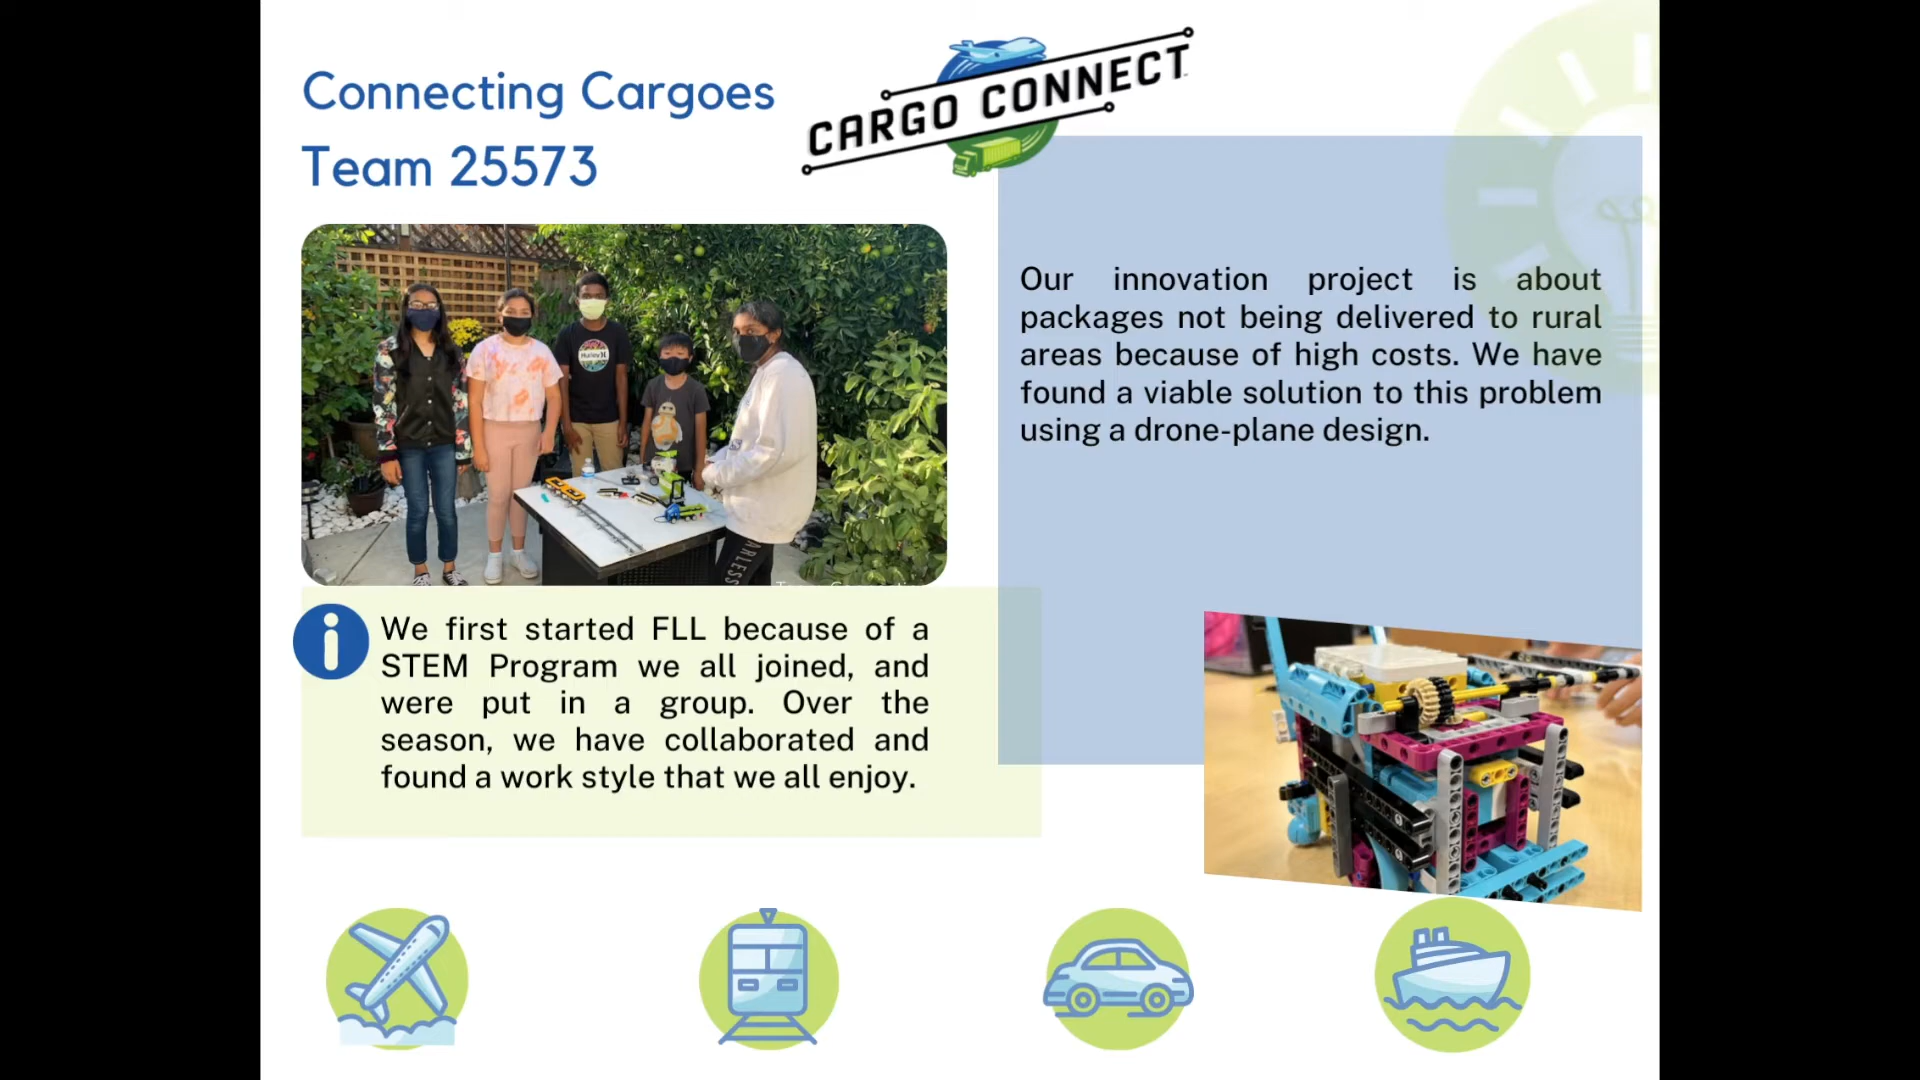 Connecting Cargoes
Team 25573
CARGO CONNECT
Our innovation project is about
packages not being delivered to rural
areas because of high costs. We have
found a viable solution to this problem
using a drone-plane design.
Hurley
ARLESS
We first started FLL because of a
STEM Program we all joined, and
were put in a group. Over the
season, we have collaborated and
found a work style that we all enjoy.